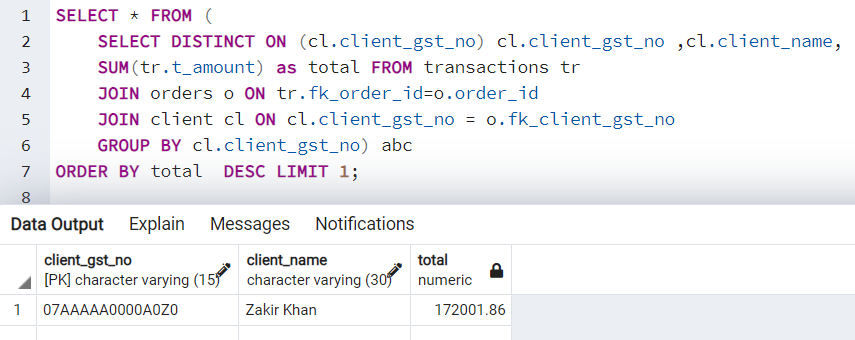 1 SELECT * FROM (
2 SELECT DISTINCT ON (cl.client_gst_no) cl.client_gst_no ,cl.client_name,
3 SUM(tr.t_amount) as total FROM transactions tr
4 JOIN orders o ON tr.fk_order_id=o.order_id
5 JOIN client cl ON cl.client_gst_no = o.fk_client_gst_no
6 GROUP BY cl.client_gst_no) abc
7 ORDER BY total  DESC LIMIT 1;
8
Data Output Explain Messages Notifications
client_gst_no client_name total
[PK] character varying (15) character varying (30) numeric
1 07AAAAA0000A0Z0 Zakir Khan 172001.86